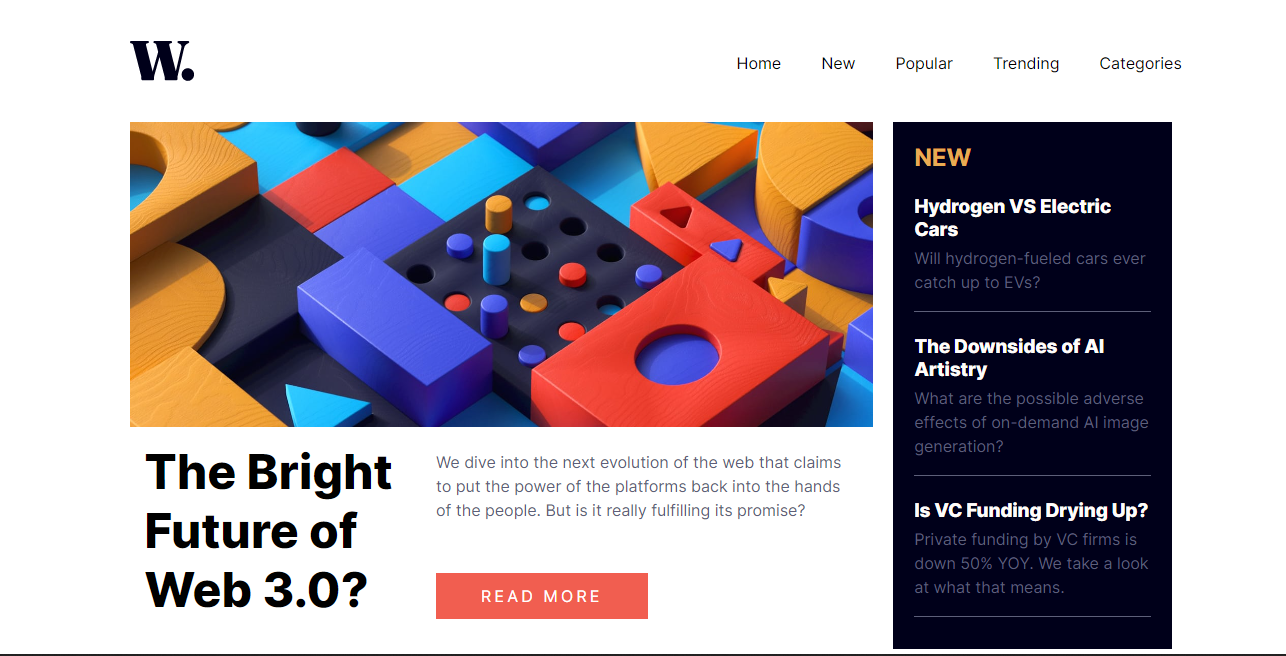 W.
Home New Popular Trending Categories
The Bright
Future of
Web 3.0?
We dive into the next evolution of the web that claims
to put the power of the platforms back into the hands
of the people. But is it really fulfilling its promise?
READ MORE
NEW
Hydrogen VS Electric
Cars
Will hydrogen-fueled cars ever
catch up to EVs?
The Downsides of AI
Artistry
What are the possible adverse
effects of on-demand AI image
generation?
Is VC Funding Drying Up?
Private funding by VC firms is
down 50% YOY. We take a look
at what that means.